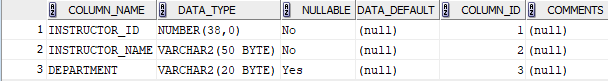 COLUMN_NAME DATA_TYPE NULLABLE DATA_DEFAULT COLUMN_ID COMMENTS
1 INSTRUCTOR_ID NUMBER(38,0) No (null) 1 (null)
2 INSTRUCTOR_NAME VARCHAR2(50 BYTE) No (null) 2 (null)
3 DEPARTMENT VARCHAR2(20 BYTE) Yes (null) 3 (null)